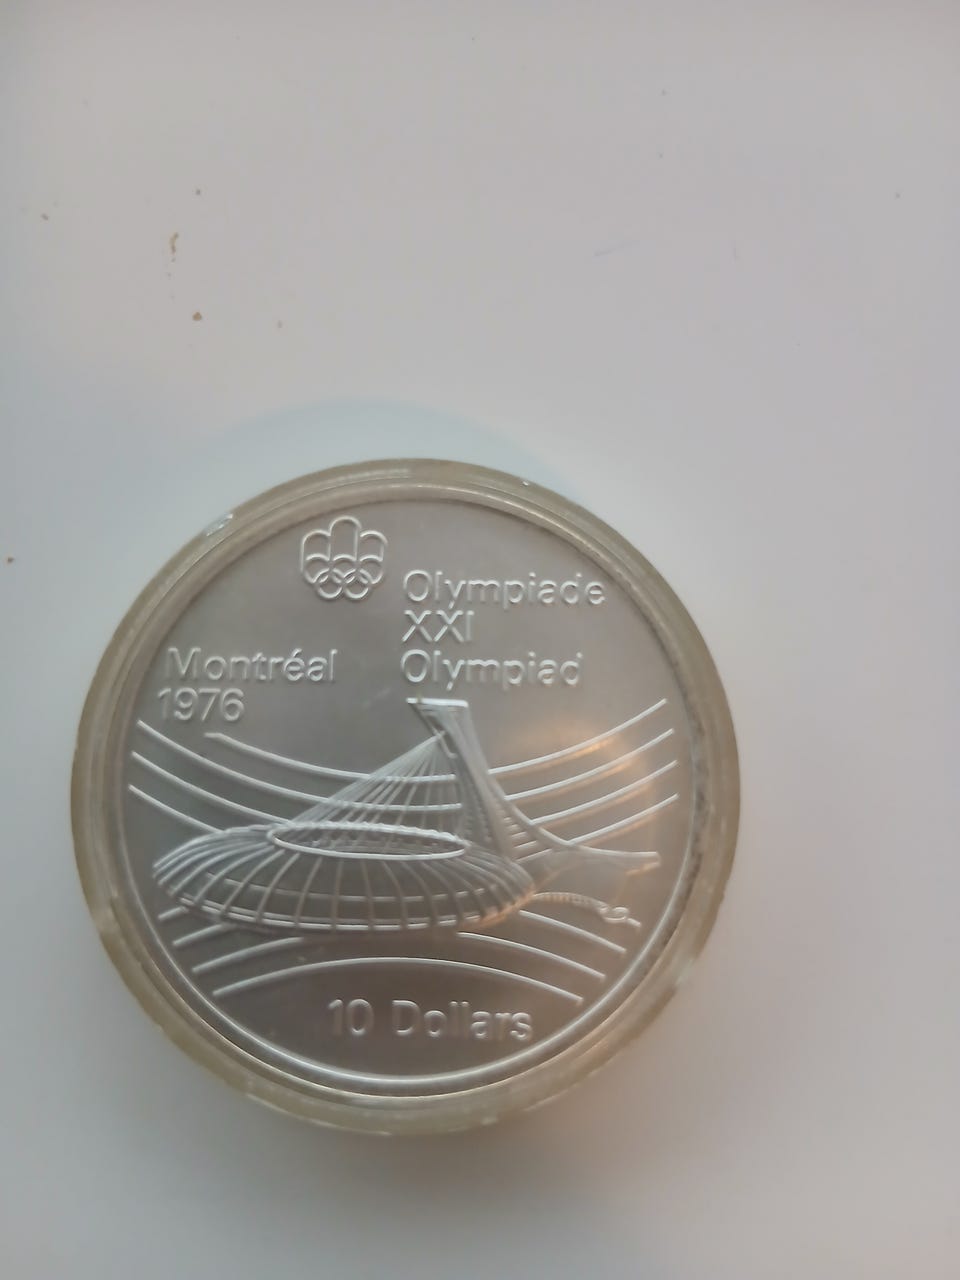 Olympiade
XXI
Olympiad
Montréal
1976
10 Dollars